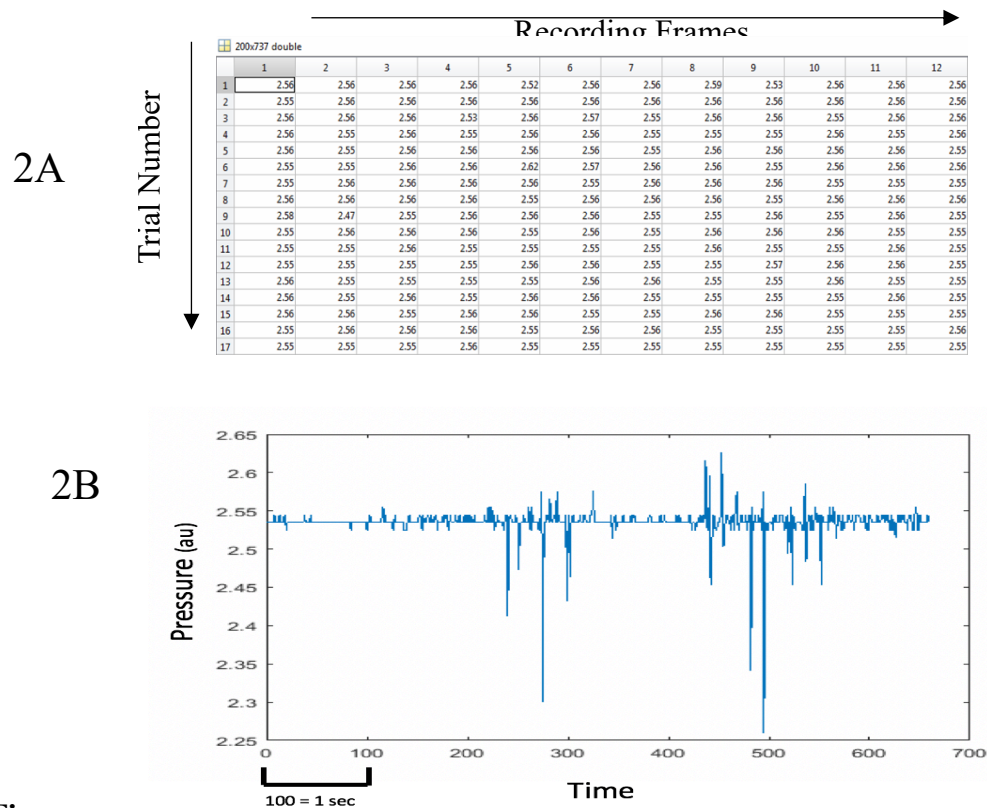 Recording Frames
200x737 double
1 2 3 4 5 6 7 8 9 10 11 12
1 2.56 2.56 2.56 2.56 2.52 2.56 2.56 2.59 2.53 2.56 2.56 2.56
2 2.55 2.56 2.56 2.56 2.56 2.56 2.56 2.56 2.56 2.56 2.56 2.56
3 2.56 2.56 2.56 2.53 2.56 2.57 2.55 2.56 2.56 2.55 2.56 2.56
4 2.56 2.55 2.56 2.55 2.55 2.56 2.56 2.56 2.55 2.56 2.56 2.55
5 2.56 2.55 2.56 2.56 2.56 2.56 2.56 2.56 2.56 2.56 2.56 2.55
6 2.55 2.55 2.56 2.56 2.62 2.57 2.56 2.56 2.55 2.56 2.56 2.55
7 2.55 2.56 2.56 2.56 2.56 2.55 2.56 2.56 2.56 2.55 2.56 2.55
8 2.56 2.56 2.56 2.56 2.55 2.56 2.55 2.56 2.56 2.55 2.55 2.55
9 2.58 2.47 2.55 2.56 2.56 2.56 2.55 2.55 2.56 2.55 2.56 2.56
10 2.55 2.56 2.56 2.55 2.55 2.56 2.55 2.56 2.56 2.56 2.55 2.56
11 2.55 2.55 2.55 2.56 2.55 2.55 2.55 2.55 2.56 2.55 2.55 2.56
12 2.55 2.55 2.55 2.55 2.56 2.56 2.55 2.55 2.57 2.56 2.56 2.55
13 2.56 2.55 2.56 2.55 2.55 2.56 2.55 2.56 2.55 2.55 2.55 2.55
14 2.56 2.55 2.56 2.55 2.56 2.55 2.55 2.55 2.55 2.55 2.56 2.55
15 2.56 2.56 2.55 2.56 2.55 2.56 2.56 2.56 2.55 2.55 2.56 2.56
16 2.55 2.56 2.56 2.56 2.55 2.55 2.55 2.55 2.55 2.55 2.55 2.56
17 2.55 2.55 2.55 2.56 2.55 2.55 2.55 2.55 2.55 2.55 2.55 2.55
Trial Number
2A
2B
2.65
2.6
2.55
2.5
2.45
2.4
2.35
2.3
2.25
Pressure (au)
0 100 200 300 400 500 600 700
Time
100 = 1 sec